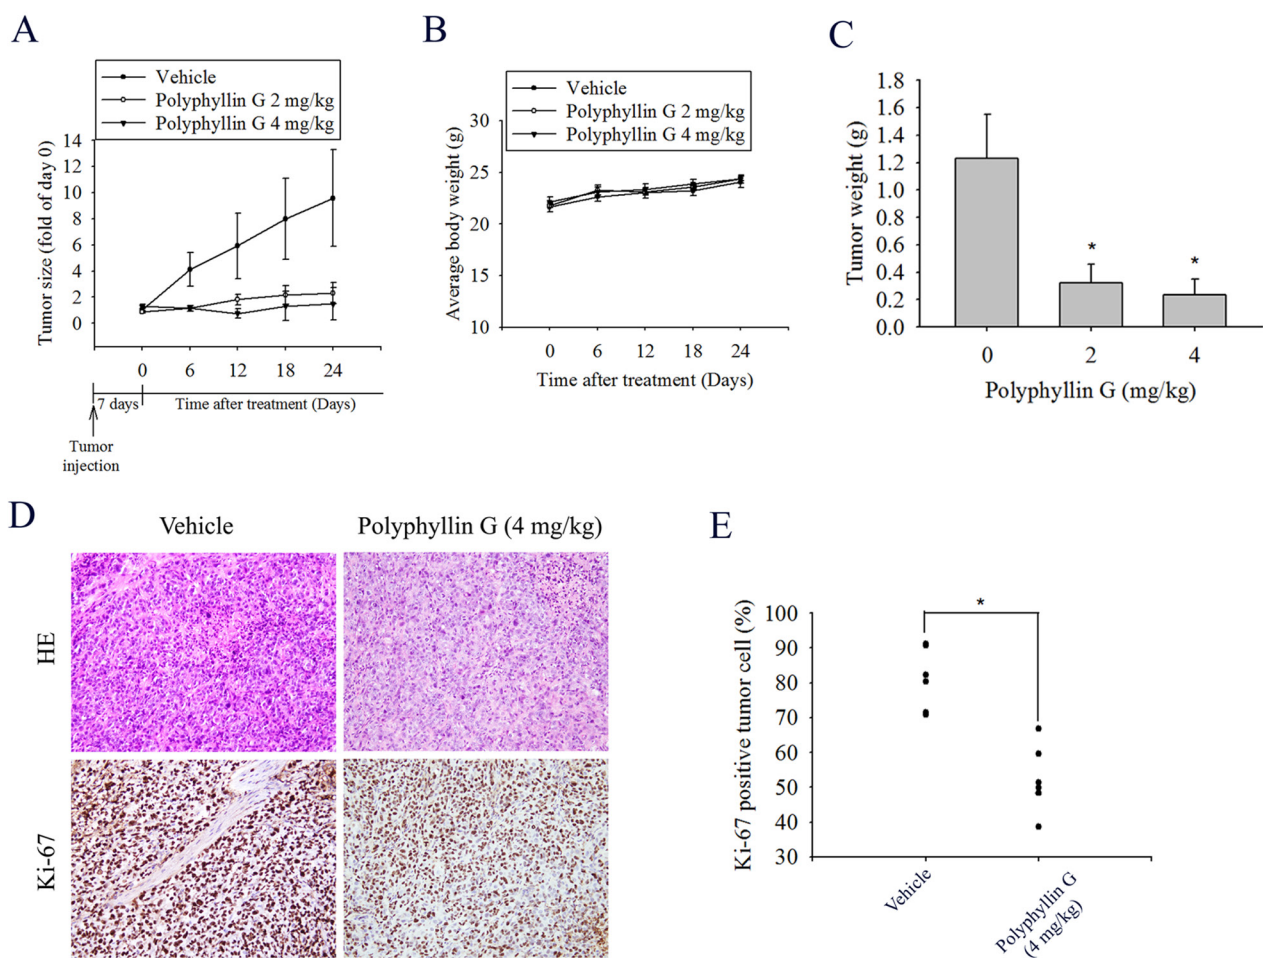 A
Vehicle
Polyphyllin G 2 mg/kg
Polyphyllin G 4 mg/kg
Tumor size (fold of day 0)
14
12
10
8
6
4
2
0
0 6 12 18 24
7 days
Time after treatment (Days)
Tumor
injection
B
Vehicle
Polyphyllin G 2 mg/kg
Polyphyllin G 4 mg/kg
Average body weight (g)
30
25
20
15
10
0 6 12 18 24
Time after treatment (Days)
C
Tumor weight (g)
1.8
1.6
1.4
1.2
1.0
0.8
0.6
0.4
0.2
0.0
* *
0 2 4
Polyphyllin G (mg/kg)
D
Vehicle Polyphyllin G (4 mg/kg)
HE
Ki-67
E
Ki-67 positive tumor cell (%)
100
90
80
70
60
50
40
30
*
Vehicle
Polyphyllin G
(4 mg/kg)